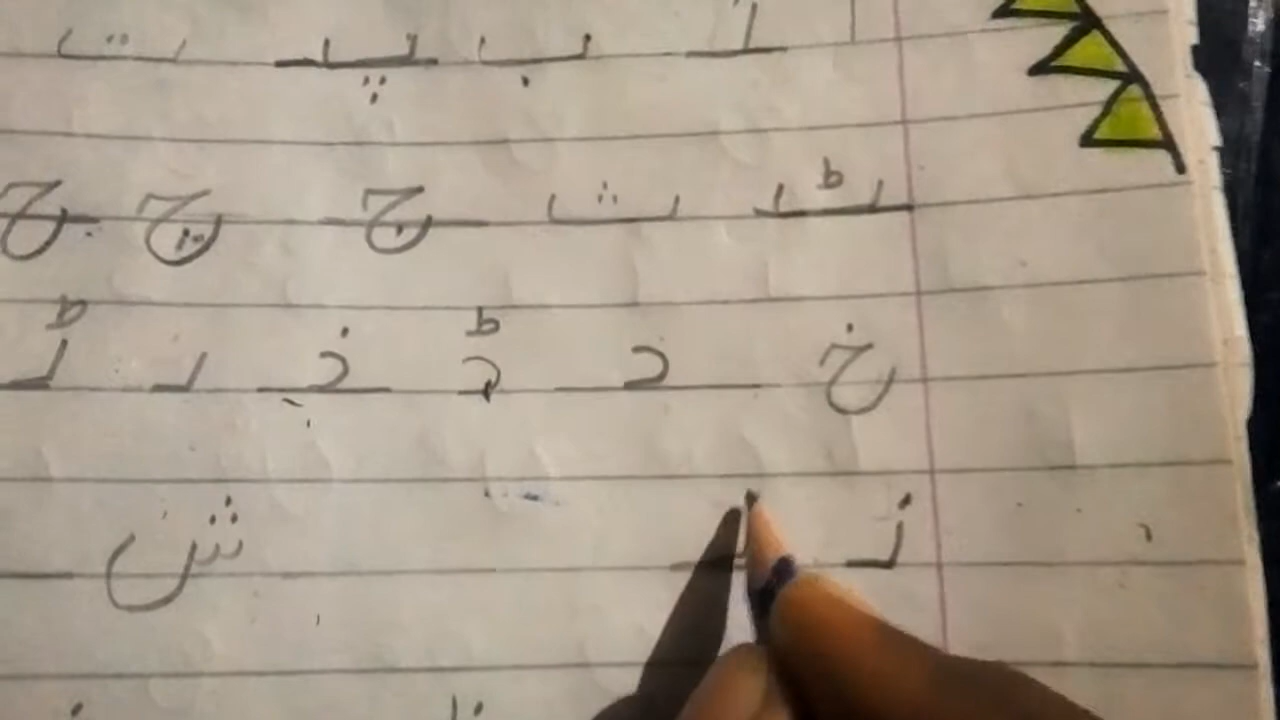 ا ب پ ت
ٹ ث ج چ ح
خ د ڈ ذ ر ڑ
ز ش